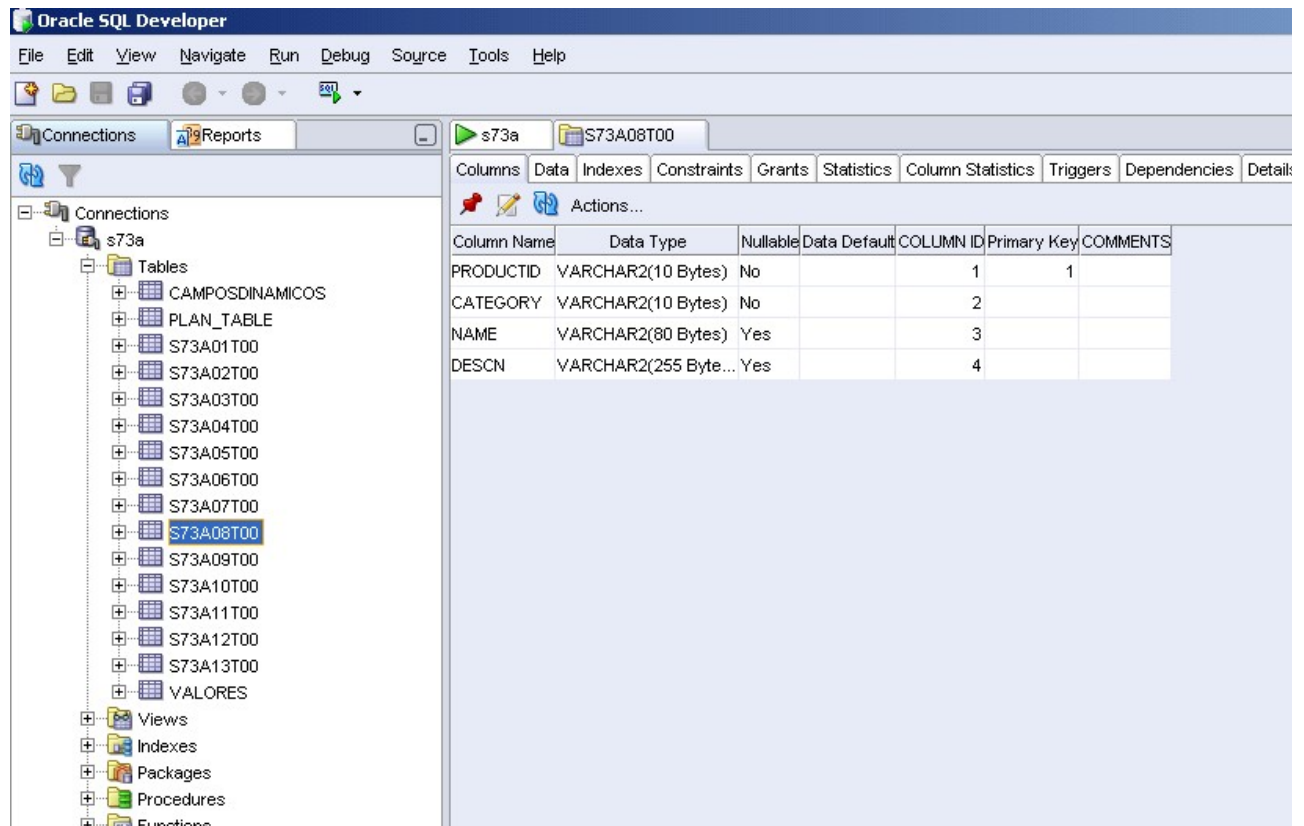 Oracle SQL Developer
File Edit View Navigate Run Debug Source Tools Help
Connections Reports
Connections
s73a
Tables
CAMPOSDINAMICOS
PLAN_TABLE
S73A01T00
S73A02T00
S73A03T00
S73A04T00
S73A05T00
S73A06T00
S73A07T00
S73A08T00
S73A09T00
S73A10T00
S73A11T00
S73A12T00
S73A13T00
VALORES
Views
Indexes
Packages
Procedures
Functions
s73a S73A08T00
Columns Data Indexes Constraints Grants Statistics Column Statistics Triggers Dependencies Details
Actions...
Column Name Data Type Nullable Data Default COLUMN ID Primary Key COMMENTS
PRODUCTID VARCHAR2(10 Bytes) No 1 1
CATEGORY VARCHAR2(10 Bytes) No 2
NAME VARCHAR2(80 Bytes) Yes 3
DESCN VARCHAR2(255 Byte... Yes 4